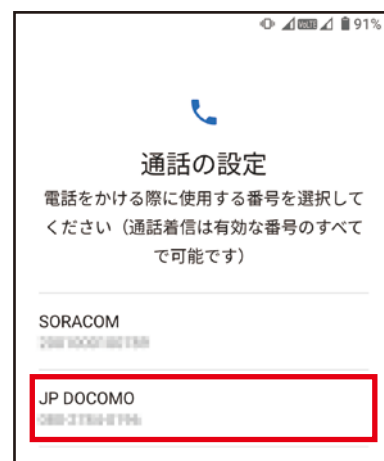 VOLTE 91%
通話の設定
電話をかける際に使用する番号を選択して
ください（通話着信は有効な番号のすべて
で可能です）
SORACOM
JP DOCOMO